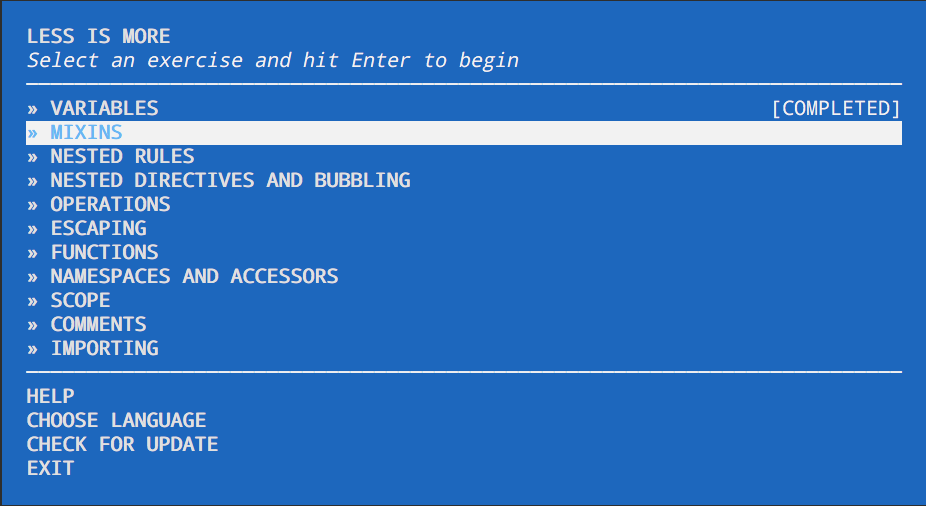 LESS IS MORE
Select an exercise and hit Enter to begin
» VARIABLES [COMPLETED]
» MIXINS
» NESTED RULES
» NESTED DIRECTIVES AND BUBBLING
» OPERATIONS
» ESCAPING
» FUNCTIONS
» NAMESPACES AND ACCESSORS
» SCOPE
» COMMENTS
» IMPORTING
HELP
CHOOSE LANGUAGE
CHECK FOR UPDATE
EXIT